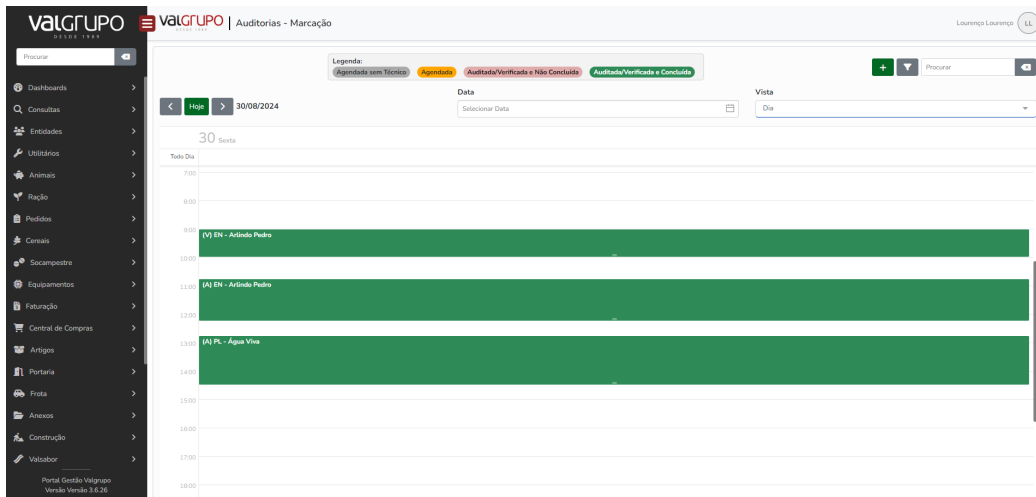 valGrupo
DESDE 1989
valGrupo
DESDE 1989
Auditorias - Marcação
Lourenço Lourenço
LL
Procurar
Legenda:
Agendada sem Técnico
Agendada
Auditada/Verificada e Não Concluída
Auditada/Verificada e Concluída
Procurar
Data
Vista
Hoje
30/08/2024
Selecionar Data
Dia
30 Sexta
Todo Dia
7:00
8:00
9:00
(V) EN - Arlindo Pedro
10:00
11:00
(A) EN - Arlindo Pedro
12:00
13:00
(A) PL - Água Viva
14:00
15:00
16:00
17:00
18:00
Dashboards
Consultas
Entidades
Utilitários
Animais
Ração
Pedidos
Cereais
Socampestre
Equipamentos
Faturação
Central de Compras
Artigos
Portaria
Frota
Anexos
Construção
Valsabor
Portal Gestão Valgrupo
Versão Versão 3.6.26